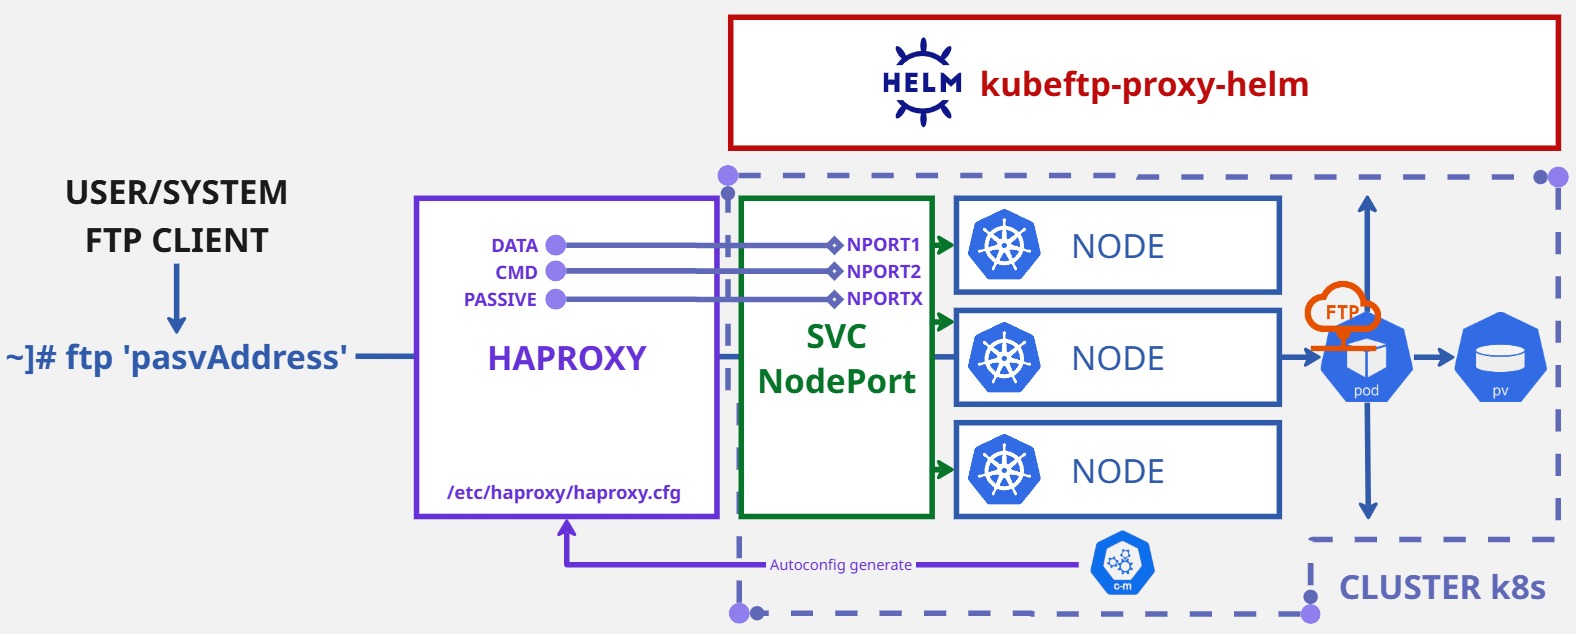 HELM kubeftp-proxy-helm
USER/SYSTEM
FTP CLIENT
~]# ftp 'pasvAddress'
DATA
CMD
PASSIVE
HAPROXY
/etc/haproxy/haproxy.cfg
NPORT1
NPORT2
NPORTX
SVC
NodePort
NODE
NODE
NODE
FTP
pod
pv
Autoconfig generate
c-m
CLUSTER k8s